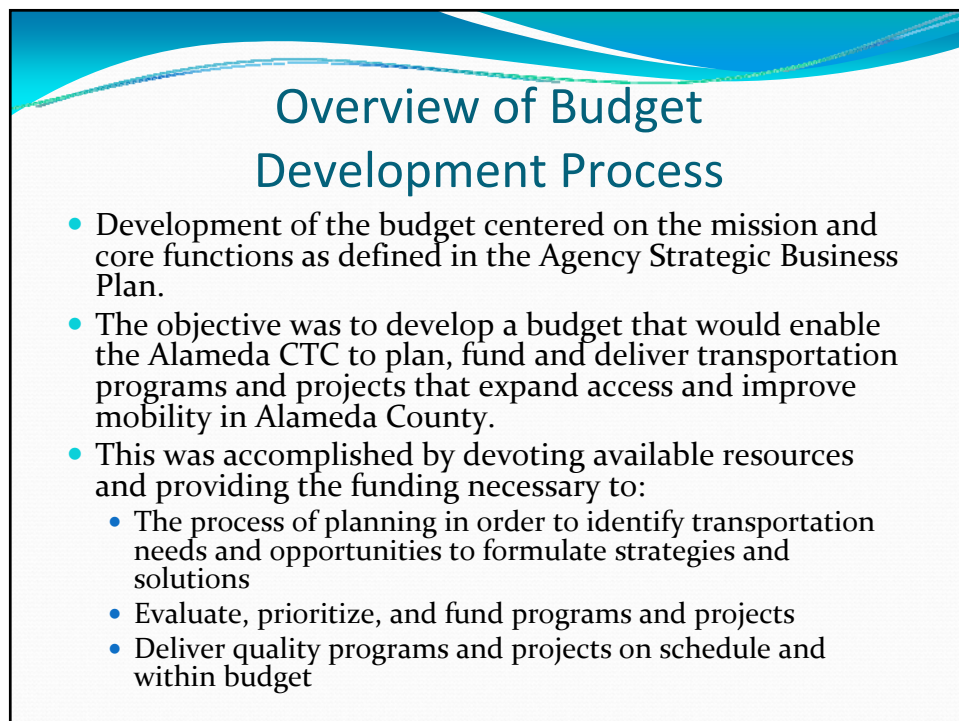 Overview of Budget
Development Process
• Development of the budget centered on the mission and
core functions as defined in the Agency Strategic Business
Plan.
• The objective was to develop a budget that would enable
the Alameda CTC to plan, fund and deliver transportation
programs and projects that expand access and improve
mobility in Alameda County.
• This was accomplished by devoting available resources
and providing the funding necessary to:
• The process of planning in order to identify transportation
needs and opportunities to formulate strategies and
solutions
• Evaluate, prioritize, and fund programs and projects
• Deliver quality programs and projects on schedule and
within budget